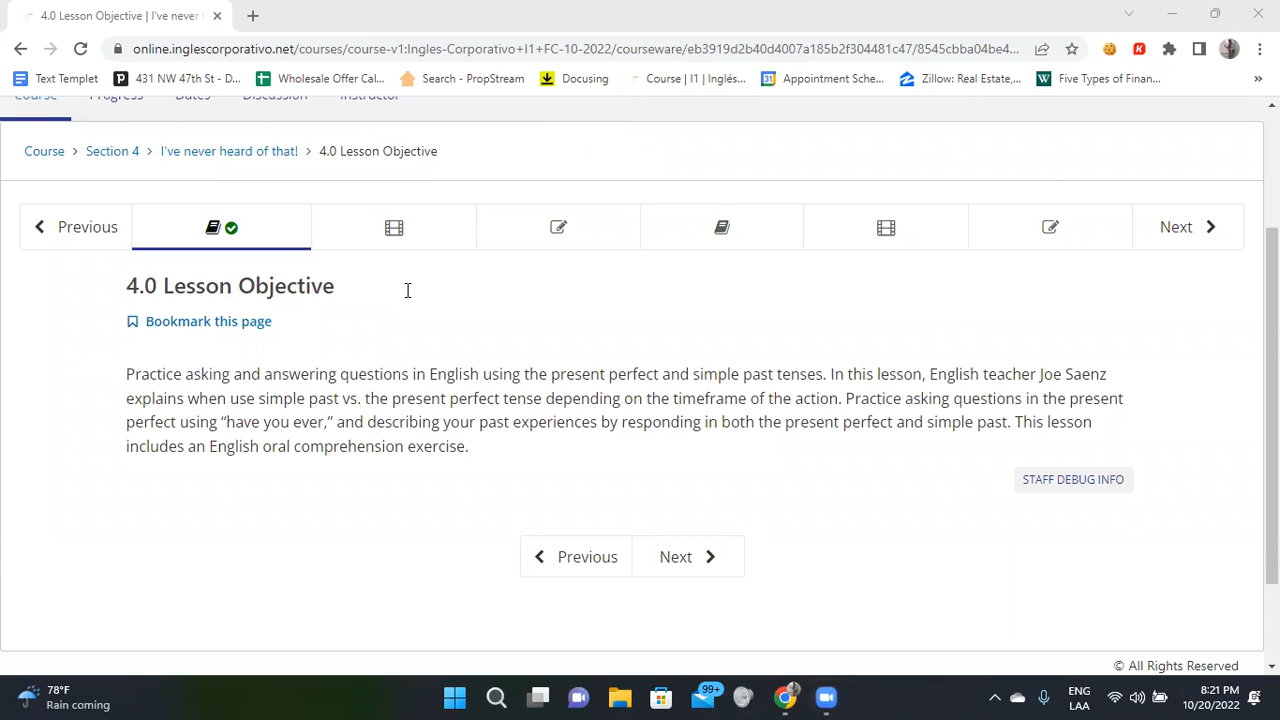 4.0 Lesson Objective | I've never
online.inglescorporativo.net/courses/course-v1:Ingles-Corporativo+I1+FC-10-2022/courseware/eb3919d2b40d4007a185b2f304481c47/8545cbba04be4...
Text Templet 431 NW 47th St - D... Wholesale Offer Cal... Search - PropStream Docusing Course | I1 | Inglés... Appointment Sche... Zillow: Real Estate,... Five Types of Finan... »
Course Progress Dates Discussion Instructor
Course > Section 4 > I've never heard of that! > 4.0 Lesson Objective
Previous Next
4.0 Lesson Objective
Bookmark this page
Practice asking and answering questions in English using the present perfect and simple past tenses. In this lesson, English teacher Joe Saenz
explains when use simple past vs. the present perfect tense depending on the timeframe of the action. Practice asking questions in the present
perfect using “have you ever,” and describing your past experiences by responding in both the present perfect and simple past. This lesson
includes an English oral comprehension exercise.
STAFF DEBUG INFO
Previous Next
© All Rights Reserved
78°F
Rain coming
99+
ENG
LAA
8:21 PM
10/20/2022